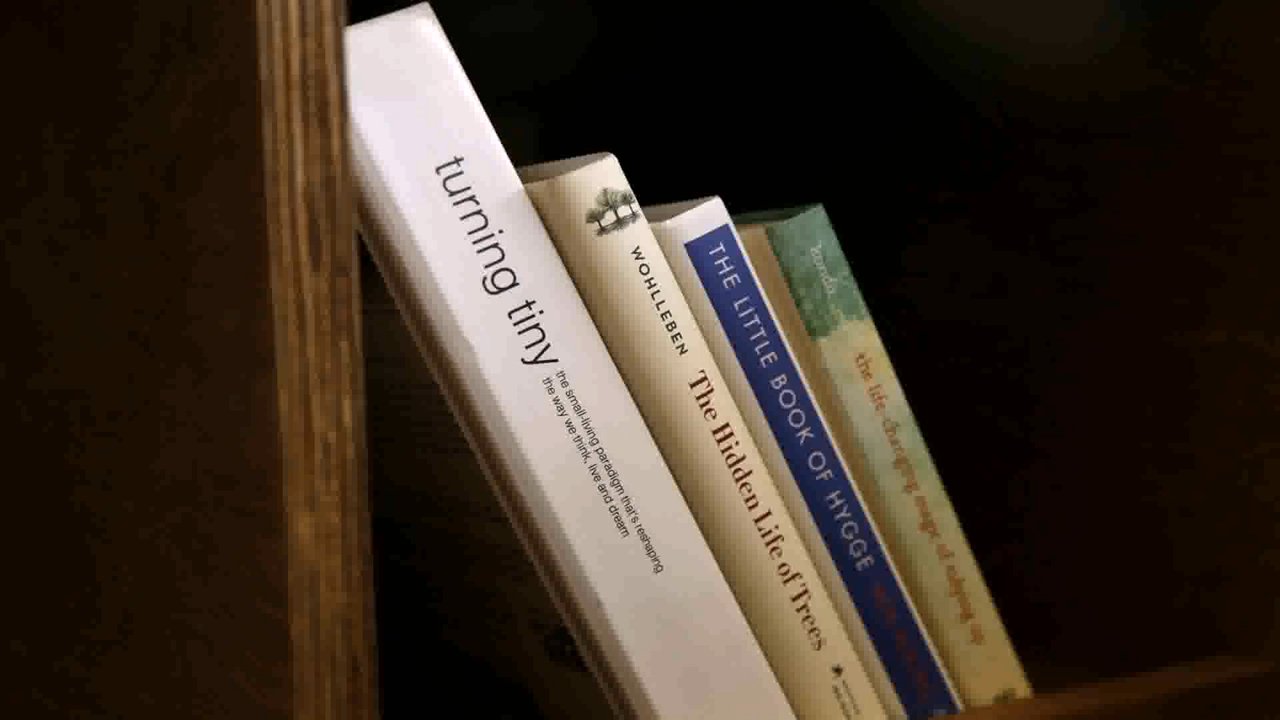 turning tiny
the small-living paradigm that's reshaping
the way we think, live and dream
WOHLLEBEN
The Hidden Life of Trees
THE LITTLE BOOK OF HYGGE
kondo
the life-changing magic of tidying up